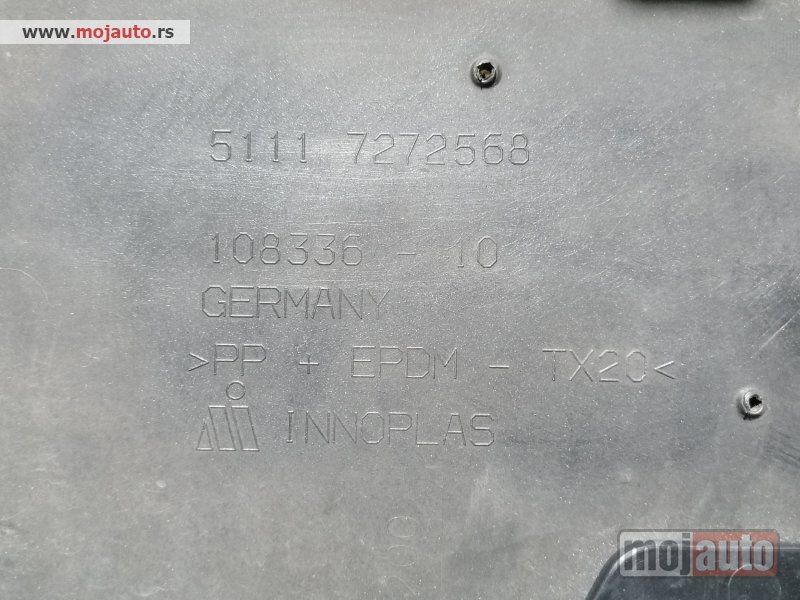 www.mojauto.rs
5111 7272568
108336 - 10
GERMANY
>PP + EPDM - TX20<
INNOPLAS
mojauto